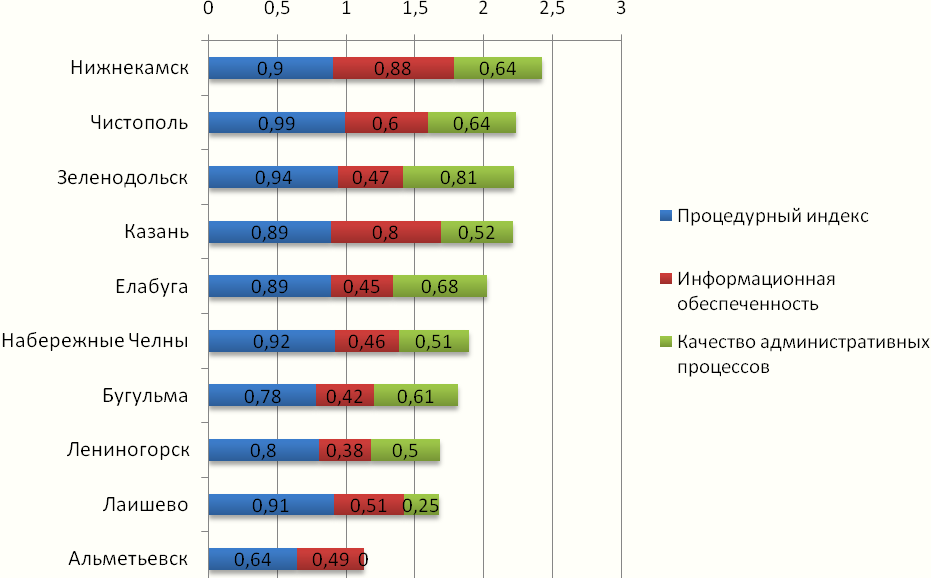 0 0,5 1 1,5 2 2,5 3
Нижнекамск 0,9 0,88 0,64
Чистополь 0,99 0,6 0,64
Зеленодольск 0,94 0,47 0,81
Казань 0,89 0,8 0,52
Елабуга 0,89 0,45 0,68
Набережные Челны 0,92 0,46 0,51
Бугульма 0,78 0,42 0,61
Лениногорск 0,8 0,38 0,5
Лаишево 0,91 0,51 0,25
Альметьевск 0,64 0,49 0
Процедурный индекс
Информационная
обеспеченность
Качество административных
процессов